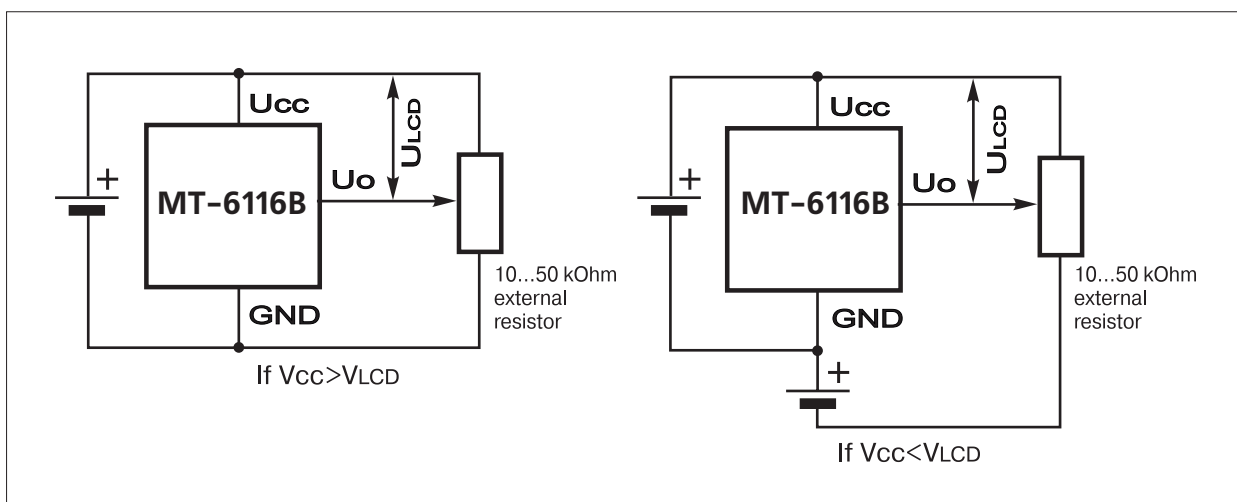 UCC
ULCD
+
UO
MT-6116B
10...50 kOhm
external
resistor
GND
If VCC>VLCD
UCC
ULCD
+
UO
MT-6116B
10...50 kOhm
external
resistor
GND
+
If VCC<VLCD